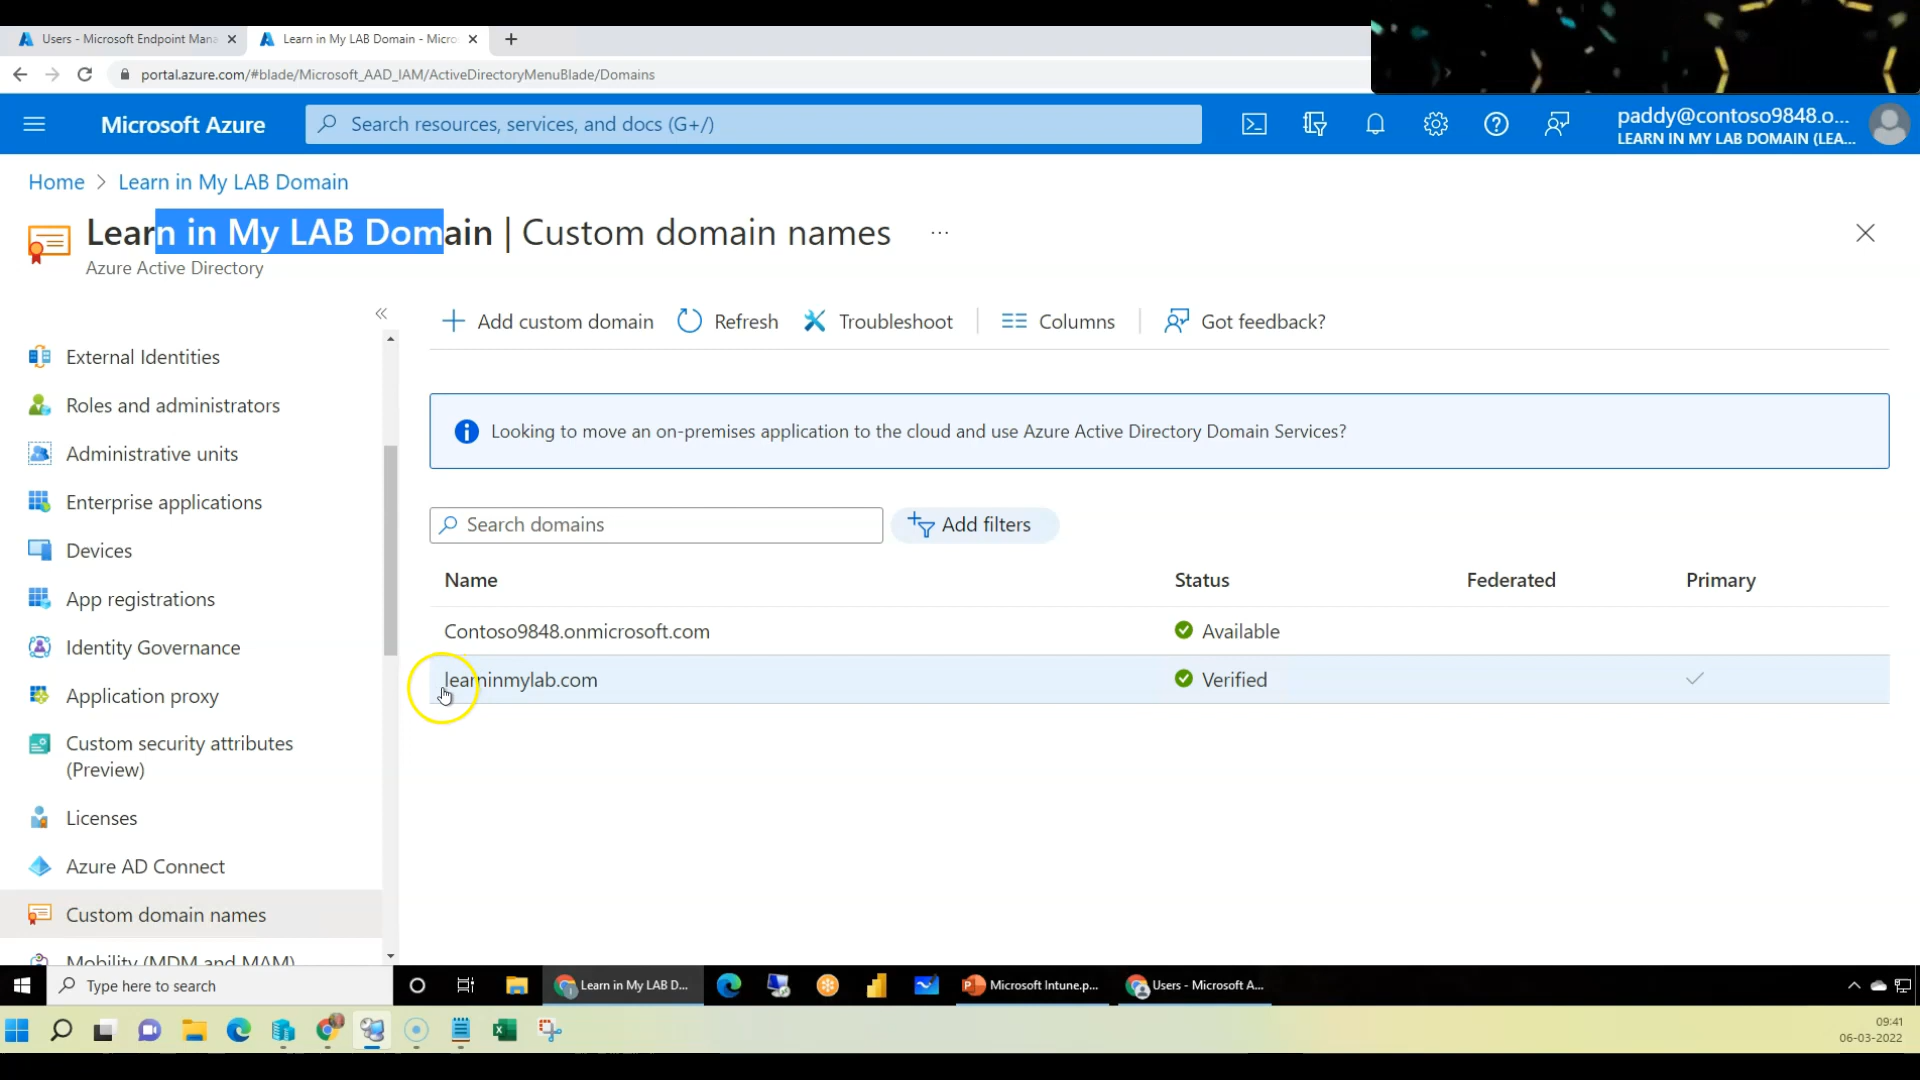 Users - Microsoft Endpoint Mana
Learn in My LAB Domain - Micro
portal.azure.com/#blade/Microsoft_AAD_IAM/ActiveDirectoryMenuBlade/Domains
Microsoft Azure
Search resources, services, and docs (G+/)
paddy@contoso9848.o...
LEARN IN MY LAB DOMAIN (LEA...
Home > Learn in My LAB Domain
Learn in My LAB Domain | Custom domain names ...
Azure Active Directory
External Identities
Roles and administrators
Administrative units
Enterprise applications
Devices
App registrations
Identity Governance
Application proxy
Custom security attributes
(Preview)
Licenses
Azure AD Connect
Custom domain names
Mobility (MDM and MAM)
Add custom domain
Refresh
Troubleshoot
Columns
Got feedback?
Looking to move an on-premises application to the cloud and use Azure Active Directory Domain Services?
Search domains
Add filters
Name Status Federated Primary
Contoso9848.onmicrosoft.com Available
learninmylab.com Verified
Type here to search
Learn in My LAB D...
Microsoft Intune.p...
Users - Microsoft A...
09:41
06-03-2022